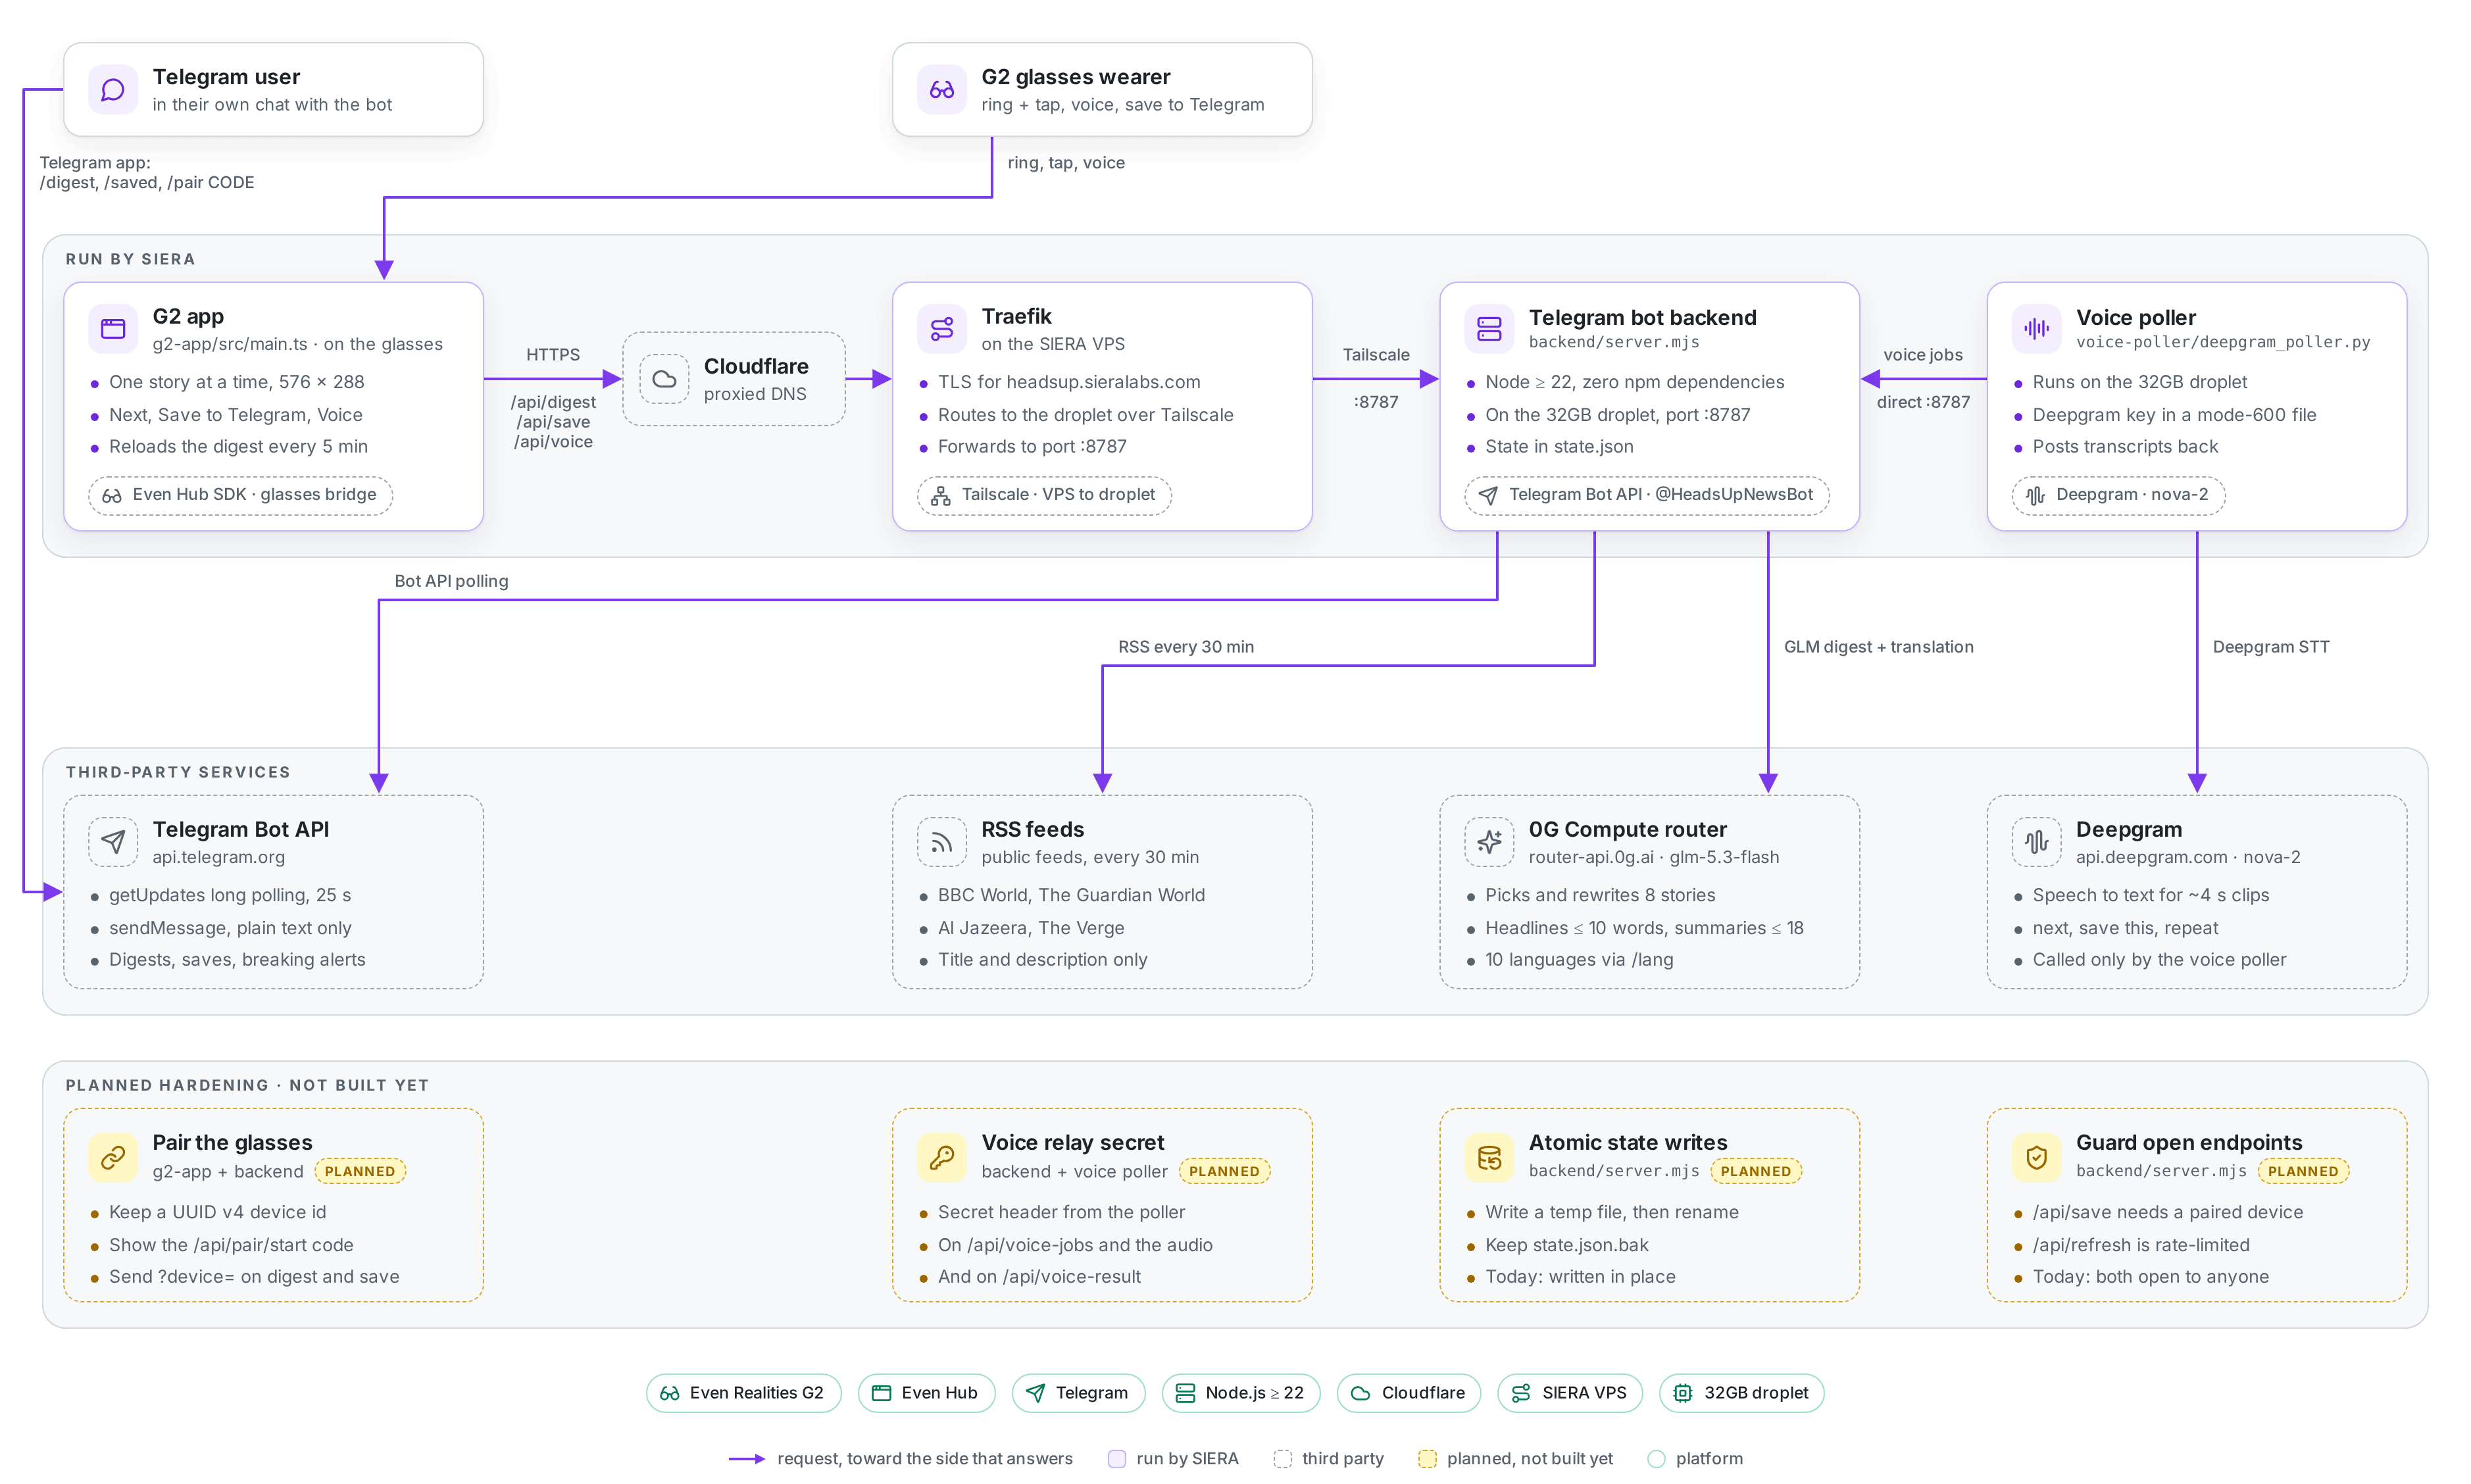 Telegram user
in their own chat with the bot
G2 glasses wearer
ring + tap, voice, save to Telegram
Telegram app:
/digest, /saved, /pair CODE
ring, tap, voice
RUN BY SIERA
G2 app
g2-app/src/main.ts · on the glasses
One story at a time, 576 × 288
Next, Save to Telegram, Voice
Reloads the digest every 5 min
Even Hub SDK · glasses bridge
HTTPS
/api/digest
/api/save
/api/voice
Cloudflare
proxied DNS
Traefik
on the SIERA VPS
TLS for headsup.sieralabs.com
Routes to the droplet over Tailscale
Forwards to port :8787
Tailscale · VPS to droplet
Tailscale
:8787
Telegram bot backend
backend/server.mjs
Node ≥ 22, zero npm dependencies
On the 32GB droplet, port :8787
State in state.json
Telegram Bot API · @HeadsUpNewsBot
voice jobs
direct :8787
Voice poller
voice-poller/deepgram_poller.py
Runs on the 32GB droplet
Deepgram key in a mode-600 file
Posts transcripts back
Deepgram · nova-2
Bot API polling
RSS every 30 min
GLM digest + translation
Deepgram STT
THIRD-PARTY SERVICES
Telegram Bot API
api.telegram.org
getUpdates long polling, 25 s
sendMessage, plain text only
Digests, saves, breaking alerts
RSS feeds
public feeds, every 30 min
BBC World, The Guardian World
Al Jazeera, The Verge
Title and description only
0G Compute router
router-api.0g.ai · glm-5.3-flash
Picks and rewrites 8 stories
Headlines ≤ 10 words, summaries ≤ 18
10 languages via /lang
Deepgram
api.deepgram.com · nova-2
Speech to text for ~4 s clips
next, save this, repeat
Called only by the voice poller
PLANNED HARDENING · NOT BUILT YET
Pair the glasses
g2-app + backend PLANNED
Keep a UUID v4 device id
Show the /api/pair/start code
Send ?device= on digest and save
Voice relay secret
backend + voice poller PLANNED
Secret header from the poller
On /api/voice-jobs and the audio
And on /api/voice-result
Atomic state writes
backend/server.mjs PLANNED
Write a temp file, then rename
Keep state.json.bak
Today: written in place
Guard open endpoints
backend/server.mjs PLANNED
/api/save needs a paired device
/api/refresh is rate-limited
Today: both open to anyone
Even Realities G2
Even Hub
Telegram
Node.js ≥ 22
Cloudflare
SIERA VPS
32GB droplet
request, toward the side that answers
run by SIERA
third party
planned, not built yet
platform